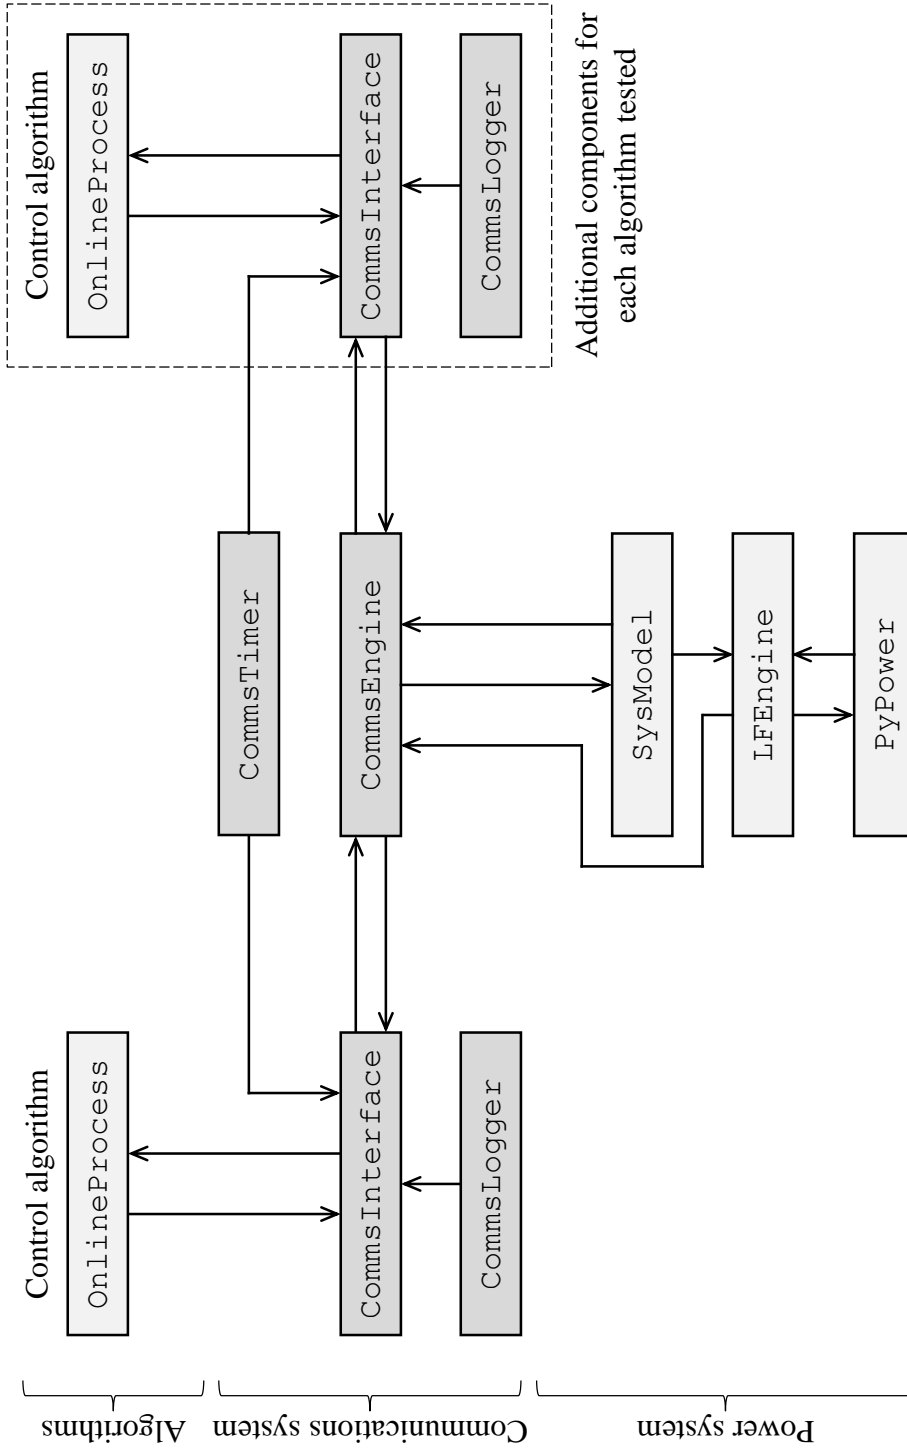 Control algorithm
OnlineProcess
CommsInterface
CommsLogger
CommsTimer
CommsEngine
SysModel
LFEngine
PyPower
Control algorithm
OnlineProcess
CommsInterface
CommsLogger
Additional components for
each algorithm tested
Algorithms
Communications system
Power system